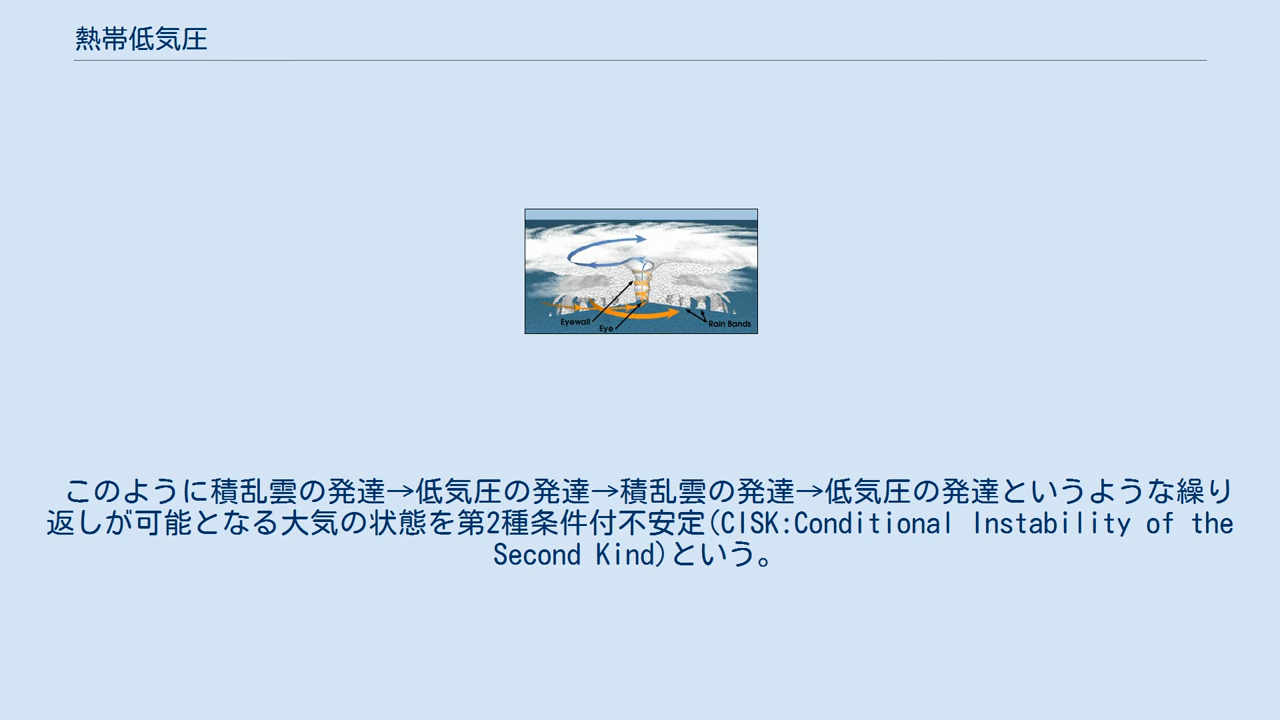 熱帯低気圧
Eyewall
Eye
Rain Bands
このように積乱雲の発達→低気圧の発達→積乱雲の発達→低気圧の発達というような繰り
返しが可能となる大気の状態を第2種条件付不安定(CISK:Conditional Instability of the
Second Kind)という。